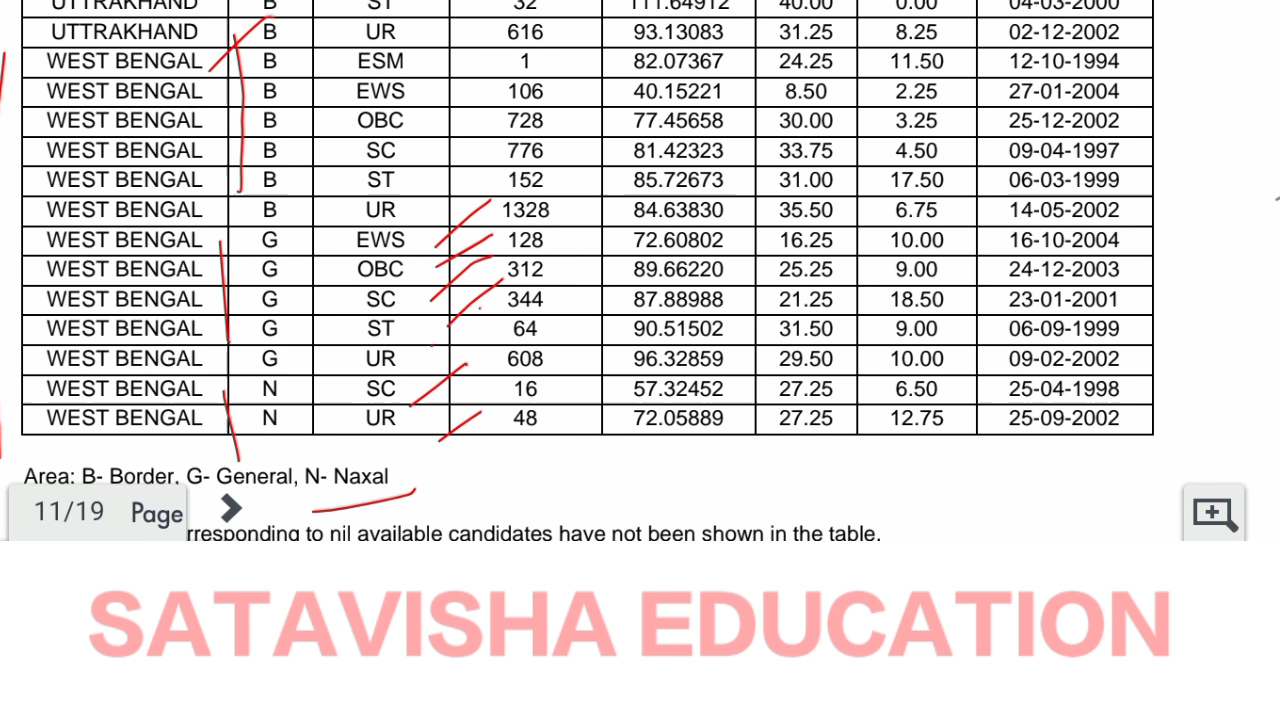 UTTRAKHAND B ST 32 111.64912 40.00 0.00 04-03-2000
UTTRAKHAND B UR 616 93.13083 31.25 8.25 02-12-2002
WEST BENGAL B ESM 1 82.07367 24.25 11.50 12-10-1994
WEST BENGAL B EWS 106 40.15221 8.50 2.25 27-01-2004
WEST BENGAL B OBC 728 77.45658 30.00 3.25 25-12-2002
WEST BENGAL B SC 776 81.42323 33.75 4.50 09-04-1997
WEST BENGAL B ST 152 85.72673 31.00 17.50 06-03-1999
WEST BENGAL B UR 1328 84.63830 35.50 6.75 14-05-2002
WEST BENGAL G EWS 128 72.60802 16.25 10.00 16-10-2004
WEST BENGAL G OBC 312 89.66220 25.25 9.00 24-12-2003
WEST BENGAL G SC 344 87.88988 21.25 18.50 23-01-2001
WEST BENGAL G ST 64 90.51502 31.50 9.00 06-09-1999
WEST BENGAL G UR 608 96.32859 29.50 10.00 09-02-2002
WEST BENGAL N SC 16 57.32452 27.25 6.50 25-04-1998
WEST BENGAL N UR 48 72.05889 27.25 12.75 25-09-2002
Area: B- Border, G- General, N- Naxal
11/19 Page
rresponding to nil available candidates have not been shown in the table.
SATAVISHA EDUCATION